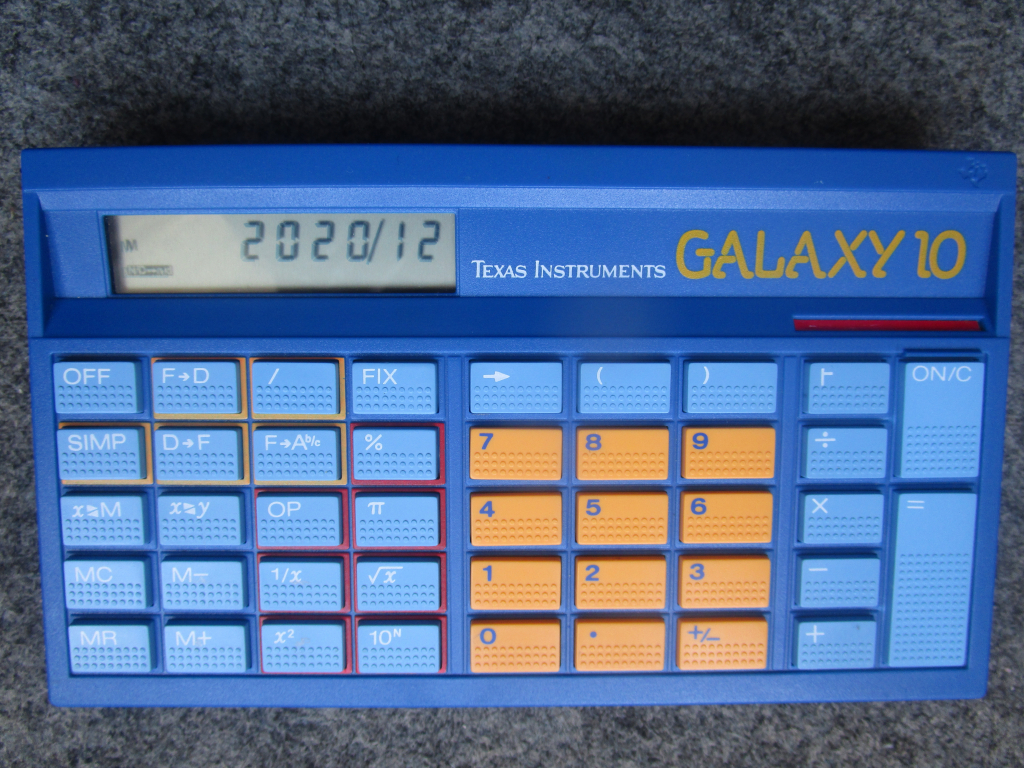 M 2020/12
N/D→n/d
TEXAS INSTRUMENTS GALAXY 10
OFF F→D / FIX → ( ) ÷R ON/C
SIMP D→F F→Ab/c % 7 8 9 ÷
x⇆M x⇆y OP π 4 5 6 ×
MC M− 1/x √x 1 2 3 −
MR M+ x² 10ᴺ 0 . +/− + =